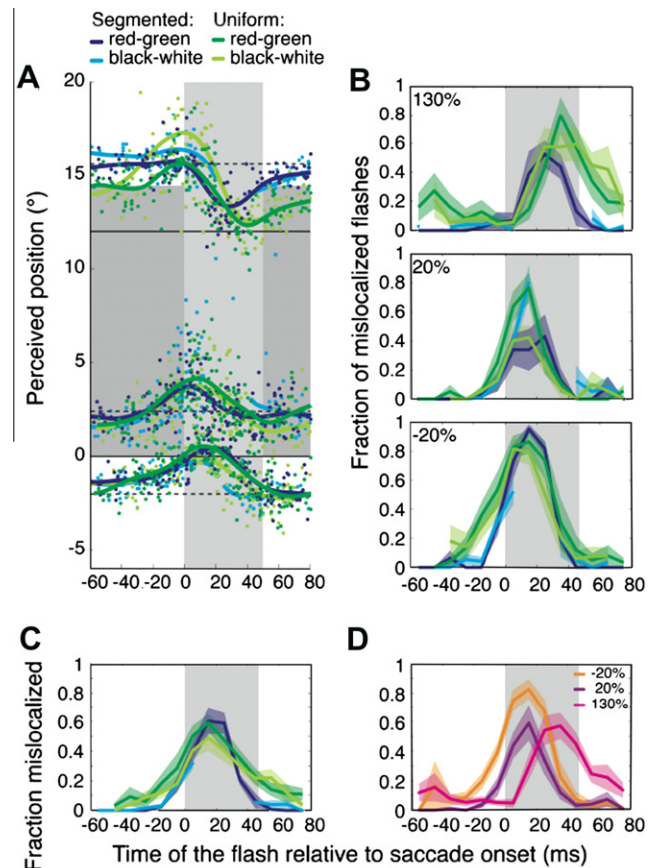 Segmented: Uniform:
red-green red-green
black-white black-white
A
20
15
10
5
0
-5
Perceived position (°)
-60 -40 -20 0 20 40 60 80
B
130%
1
0.8
0.6
0.4
0.2
0
20%
1
0.8
0.6
0.4
0.2
0
-20%
1
0.8
0.6
0.4
0.2
0
Fraction of mislocalized flashes
-60 -40 -20 0 20 40 60 80
C
1
0.8
0.6
0.4
0.2
0
Fraction mislocalized
-60 -40 -20 0 20 40 60 80
D
1
0.8
0.6
0.4
0.2
0
-20%
20%
130%
-60 -40 -20 0 20 40 60 80
Time of the flash relative to saccade onset (ms)